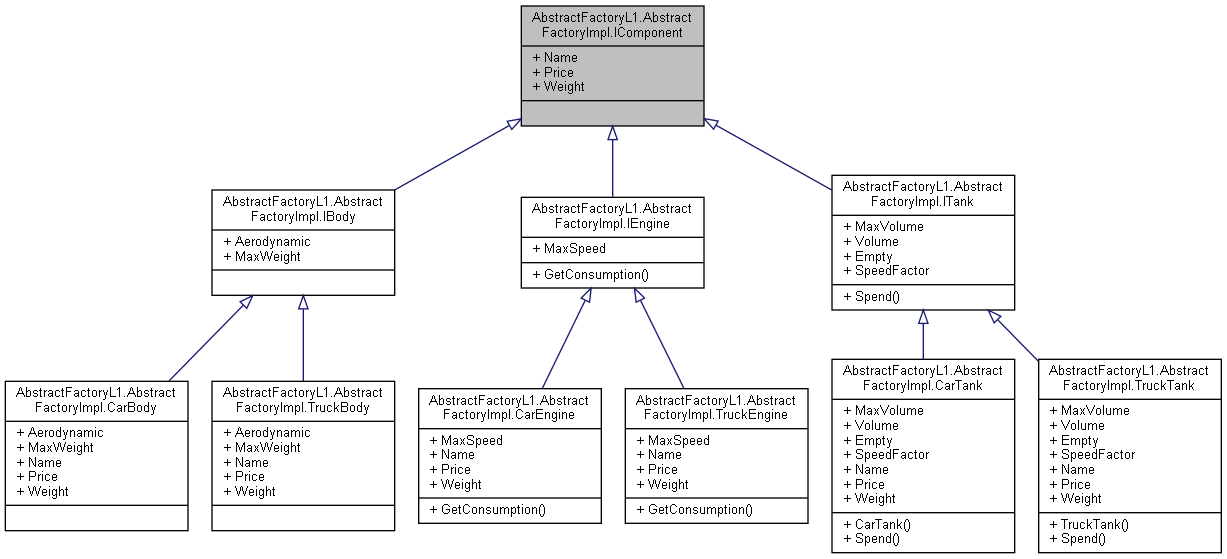 AbstractFactoryL1.Abstract
FactoryImpl.IComponent
+ Name
+ Price
+ Weight
AbstractFactoryL1.Abstract
FactoryImpl.IBody
+ Aerodynamic
+ MaxWeight
AbstractFactoryL1.Abstract
FactoryImpl.IEngine
+ MaxSpeed
+ GetConsumption()
AbstractFactoryL1.Abstract
FactoryImpl.ITank
+ MaxVolume
+ Volume
+ Empty
+ SpeedFactor
+ Spend()
AbstractFactoryL1.Abstract
FactoryImpl.CarBody
+ Aerodynamic
+ MaxWeight
+ Name
+ Price
+ Weight
AbstractFactoryL1.Abstract
FactoryImpl.TruckBody
+ Aerodynamic
+ MaxWeight
+ Name
+ Price
+ Weight
AbstractFactoryL1.Abstract
FactoryImpl.CarEngine
+ MaxSpeed
+ Name
+ Price
+ Weight
+ GetConsumption()
AbstractFactoryL1.Abstract
FactoryImpl.TruckEngine
+ MaxSpeed
+ Name
+ Price
+ Weight
+ GetConsumption()
AbstractFactoryL1.Abstract
FactoryImpl.CarTank
+ MaxVolume
+ Volume
+ Empty
+ SpeedFactor
+ Name
+ Price
+ Weight
+ CarTank()
+ Spend()
AbstractFactoryL1.Abstract
FactoryImpl.TruckTank
+ MaxVolume
+ Volume
+ Empty
+ SpeedFactor
+ Name
+ Price
+ Weight
+ TruckTank()
+ Spend()